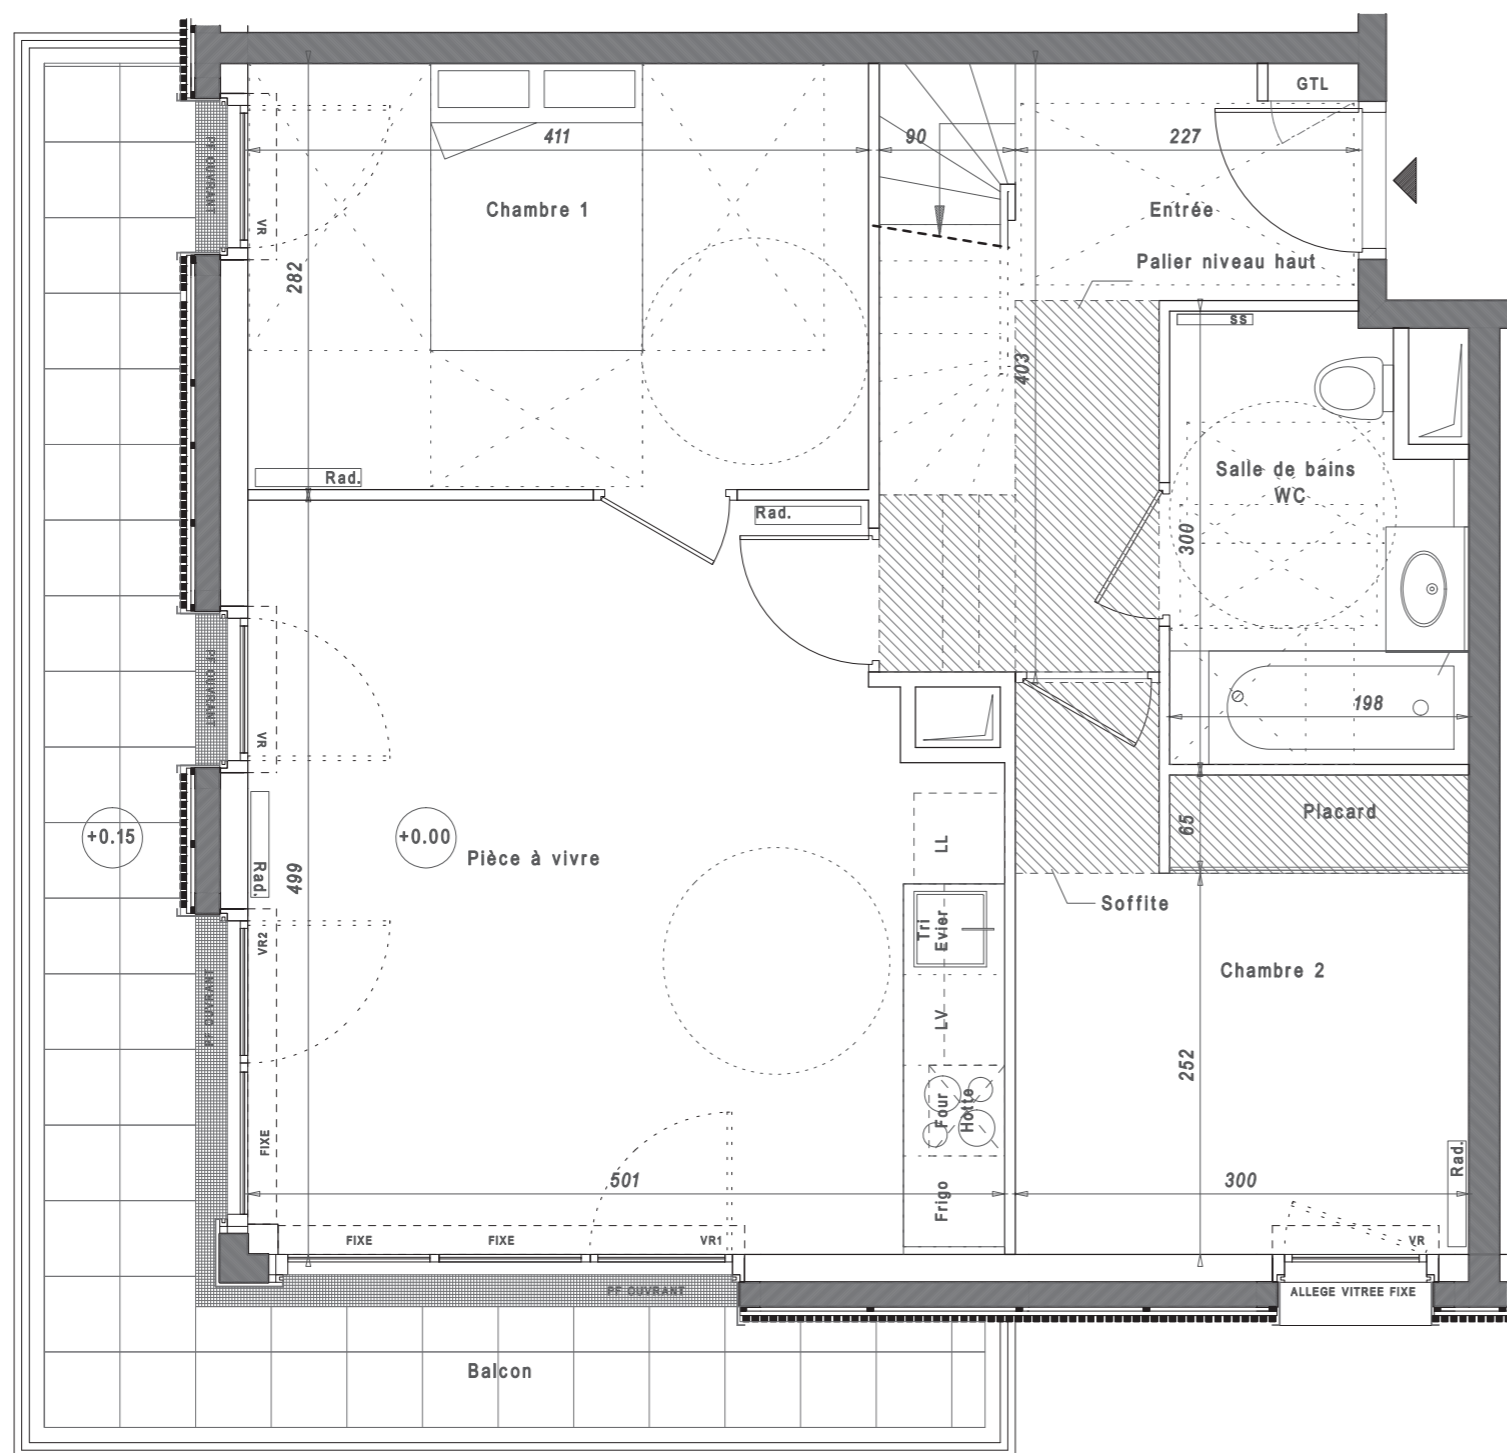 GTL
PF OUVRANT
VR
411
90
227
Chambre 1
Entrée
Palier niveau haut
282
403
SS
Rad.
Rad.
Salle de bains
WC
300
PF OUVRANT
VR
198
+0.15
+0.00
Pièce à vivre
Rad.
499
LL
65
Placard
Soffite
Tri
Evier
Chambre 2
VR2
PF OUVRANT
LV
252
Four
Hotte
FIXE
501
Frigo
300
Rad.
FIXE
FIXE
VR1
VR
PF OUVRANT
ALLEGE VITREE FIXE
Balcon